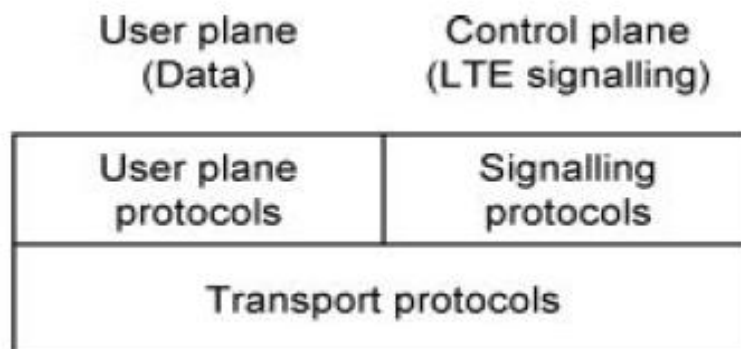 User plane
(Data)
Control plane
(LTE signalling)
User plane
protocols
Signalling
protocols
Transport protocols